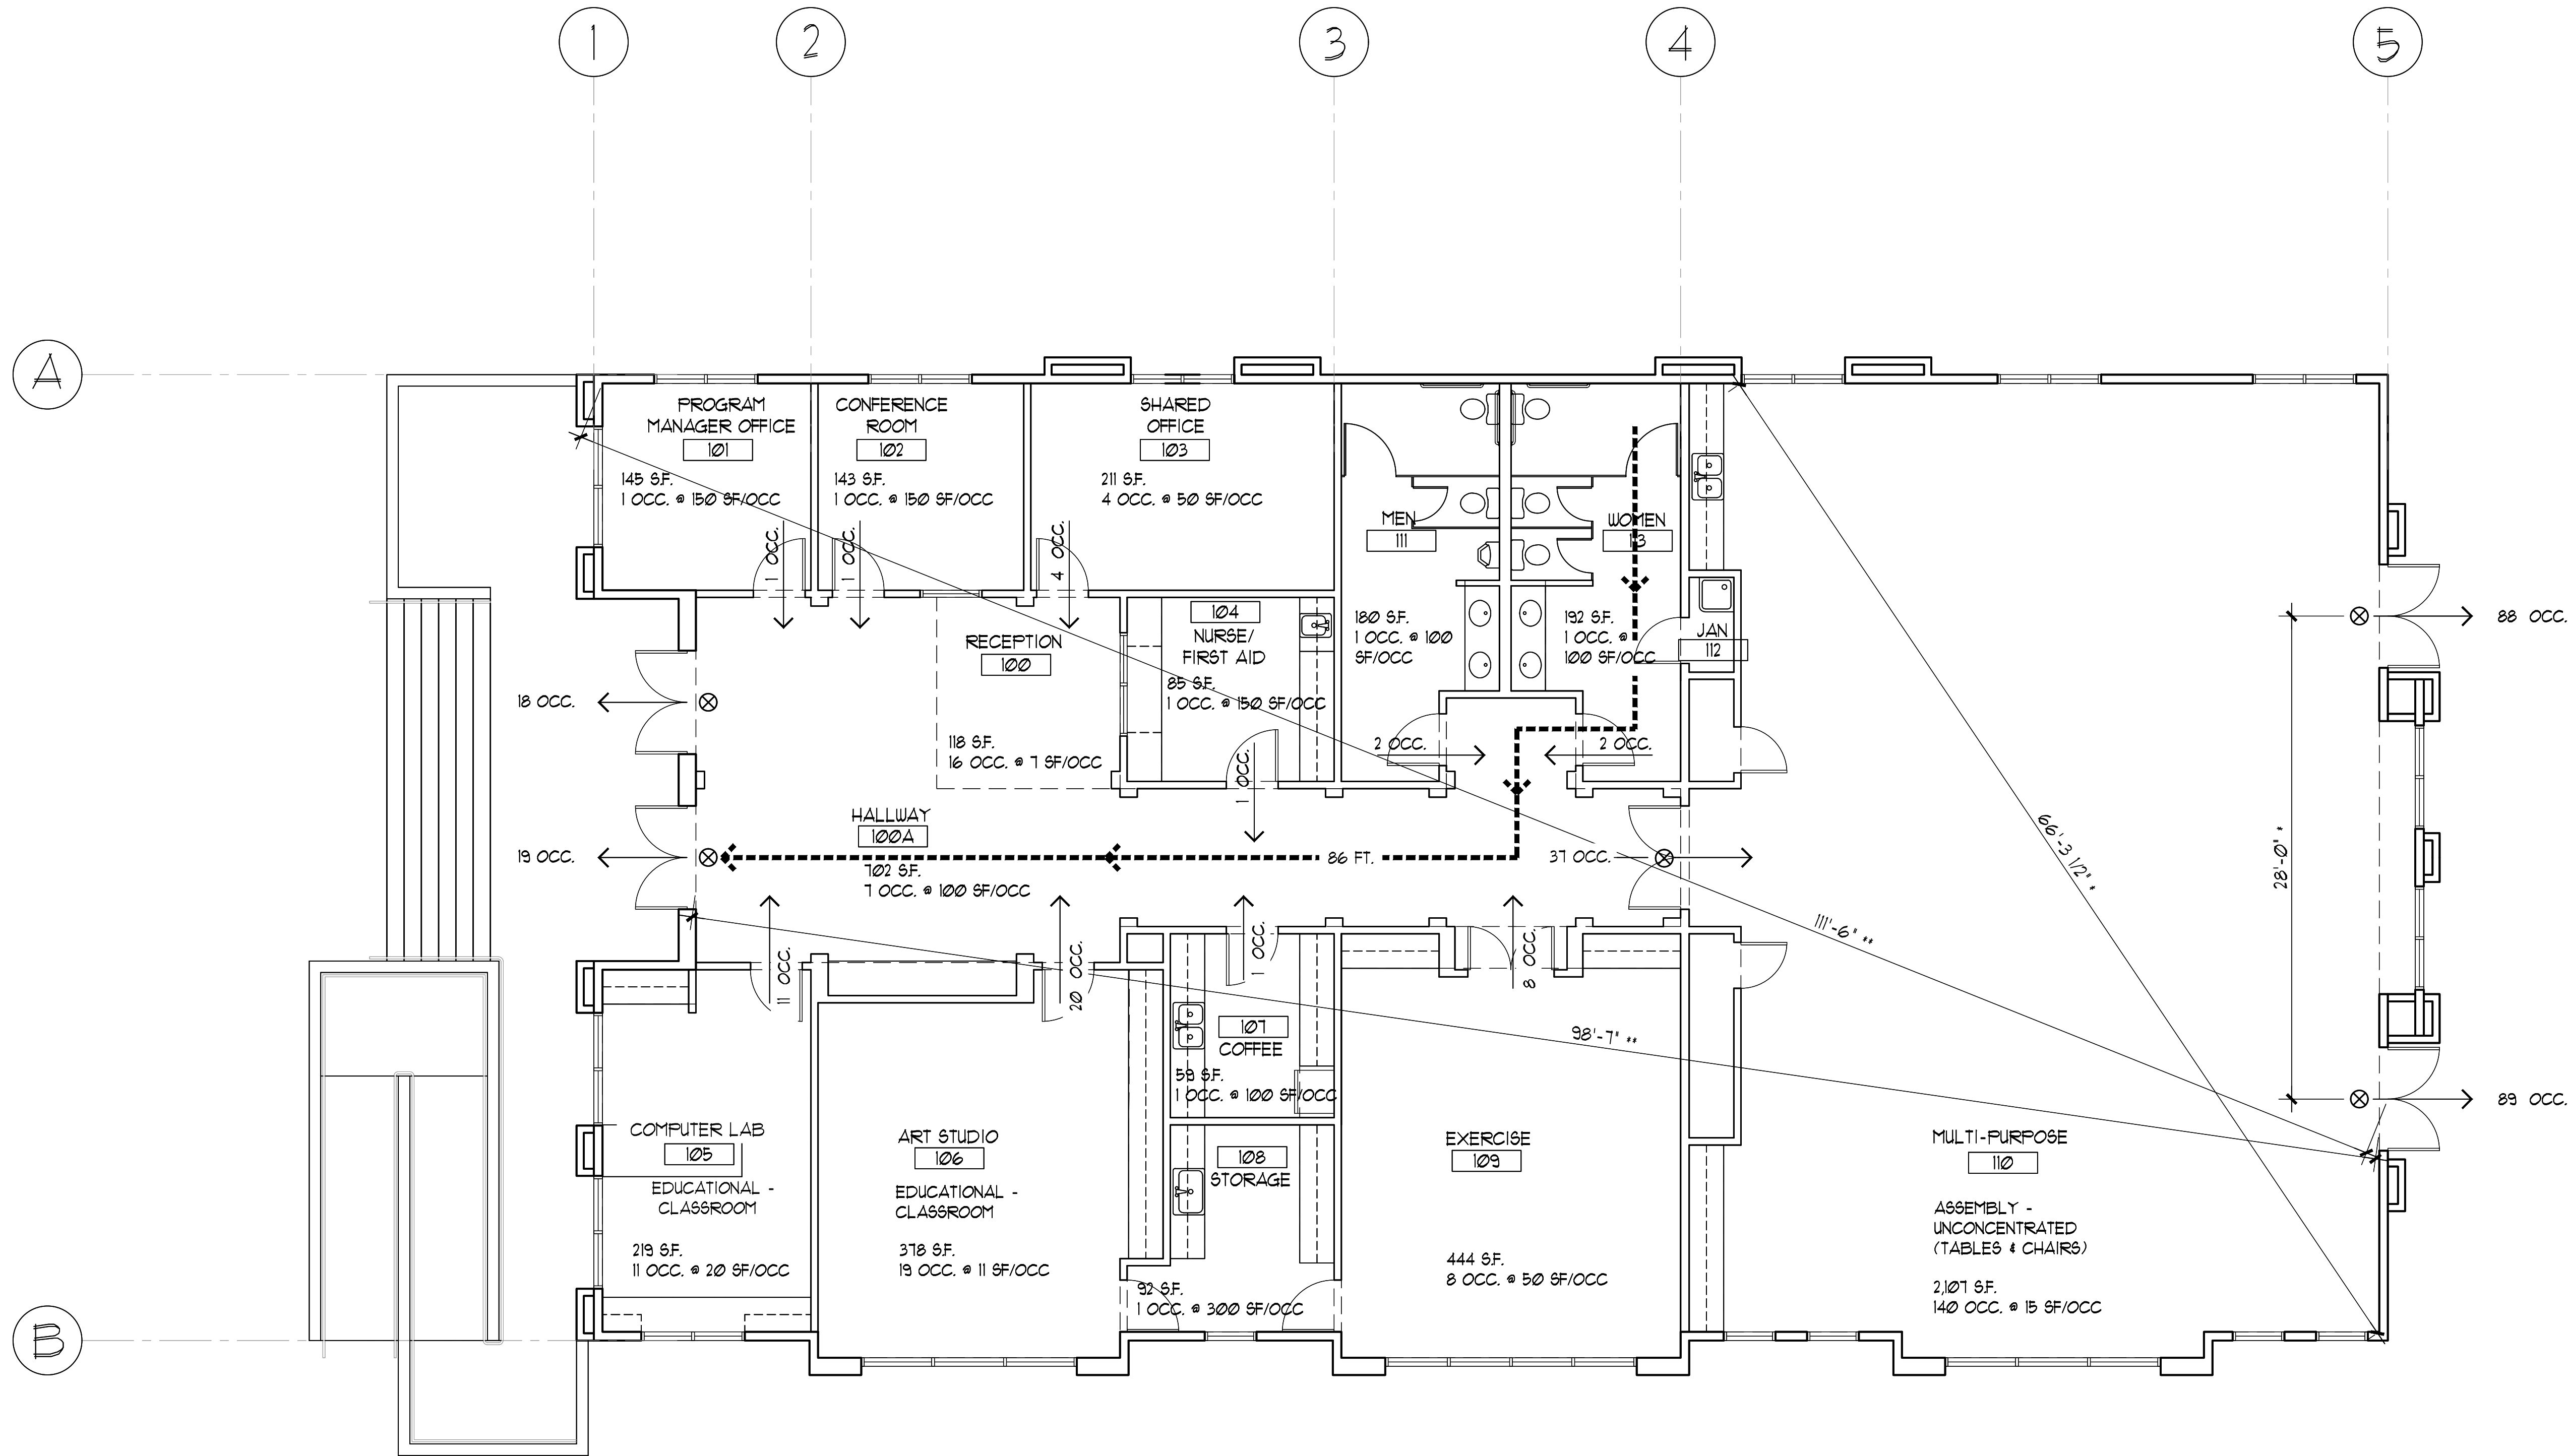 1
2
3
4
5
A
B
PROGRAM
MANAGER OFFICE
101
145 S.F.
1 OCC. @ 150 SF/OCC
1 OCC.
CONFERENCE
ROOM
102
143 S.F.
1 OCC. @ 150 SF/OCC
1 OCC.
SHARED
OFFICE
103
211 S.F.
4 OCC. @ 50 SF/OCC
4 OCC.
MEN
111
180 S.F.
1 OCC. @ 100
SF/OCC
2 OCC.
WOMEN
113
192 S.F.
1 OCC. @
100 SF/OCC
2 OCC.
JAN
112
RECEPTION
100
118 S.F.
16 OCC. @ 7 SF/OCC
104
NURSE/
FIRST AID
85 S.F.
1 OCC. @ 150 SF/OCC
1 OCC.
18 OCC.
19 OCC.
HALLWAY
100A
702 S.F.
7 OCC. @ 100 SF/OCC
86 FT.
37 OCC.
88 OCC.
89 OCC.
28'-0" *
66'-3 1/2" *
111'-6" **
98'-7" **
11 OCC.
20 OCC.
1 OCC.
8 OCC.
COMPUTER LAB
105
EDUCATIONAL -
CLASSROOM
219 S.F.
11 OCC. @ 20 SF/OCC
ART STUDIO
106
EDUCATIONAL -
CLASSROOM
378 S.F.
19 OCC. @ 11 SF/OCC
107
COFFEE
59 S.F.
1 OCC. @ 100 SF/OCC
108
STORAGE
92 S.F.
1 OCC. @ 300 SF/OCC
EXERCISE
109
444 S.F.
8 OCC. @ 50 SF/OCC
MULTI-PURPOSE
110
ASSEMBLY -
UNCONCENTRATED
(TABLES & CHAIRS)
2,107 S.F.
140 OCC. @ 15 SF/OCC